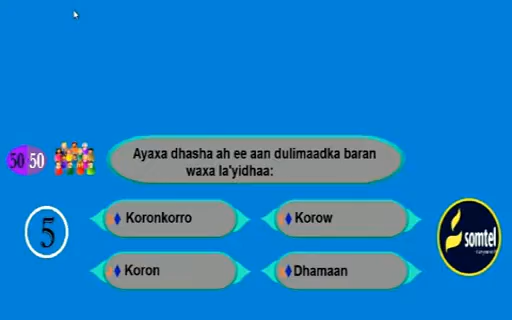 50 50
Ayaxa dhasha ah ee aan dulimaadka baran
waxa la'yidhaa:
5
Koronkorro
Korow
somtel
Koron
Dhamaan